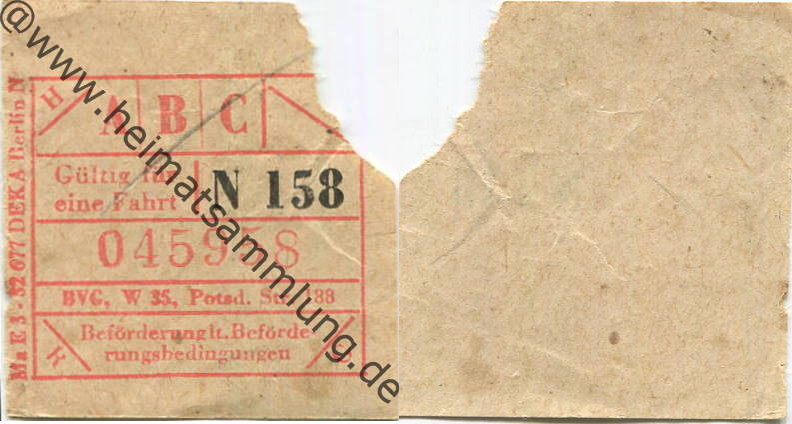 H A B C
Gültig für
eine Fahrt
N 158
045958
BVG, W 35, Potsd. Str. 188
Beförderung lt. Beförde
rungsbedingungen
K
Ma E 3 - 52 677 DEKA Berlin N
@www.heimatsammlung.de